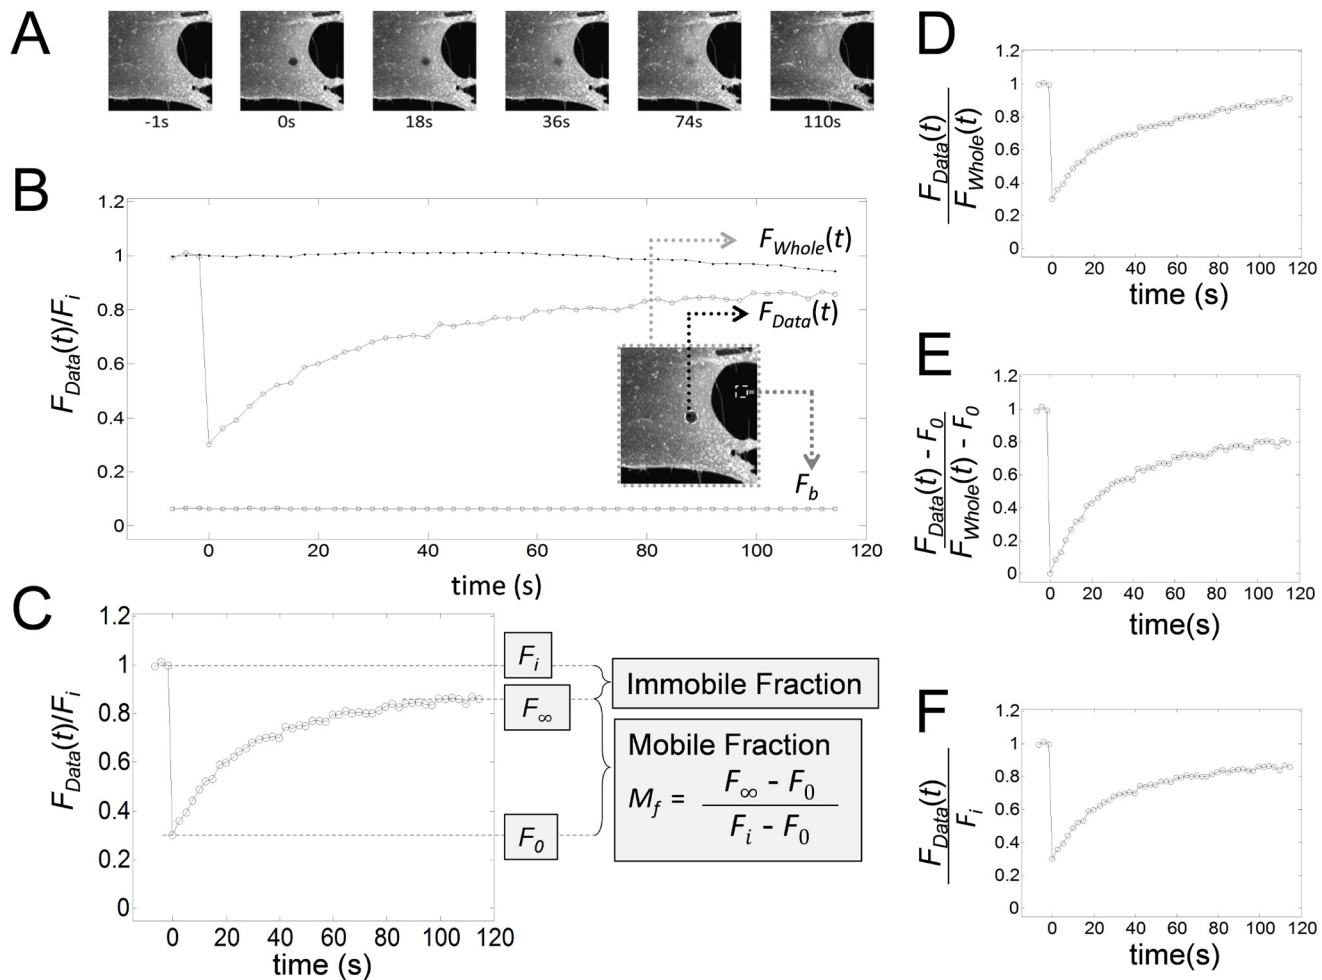 A
-1s 0s 18s 36s 74s 110s
B
F_Data(t)/F_i
1.2
1
0.8
0.6
0.4
0.2
0
0 20 40 60 80 100 120
time (s)
F_Whole(t)
F_Data(t)
F_b
C
F_Data(t)/F_i
1.2
1
0.8
0.6
0.4
0.2
0
0 20 40 60 80 100 120
time (s)
F_i
F_∞
F_0
Immobile Fraction
Mobile Fraction
M_f =
F_∞ - F_0
F_i - F_0
D
F_Data(t)
F_Whole(t)
1.2
1
0.8
0.6
0.4
0.2
0
0 20 40 60 80 100 120
time (s)
E
F_Data(t) - F_0
F_Whole(t) - F_0
1.2
1
0.8
0.6
0.4
0.2
0
0 20 40 60 80 100 120
time(s)
F
F_Data(t)
F_i
1.2
1
0.8
0.6
0.4
0.2
0
0 20 40 60 80 100 120
time(s)